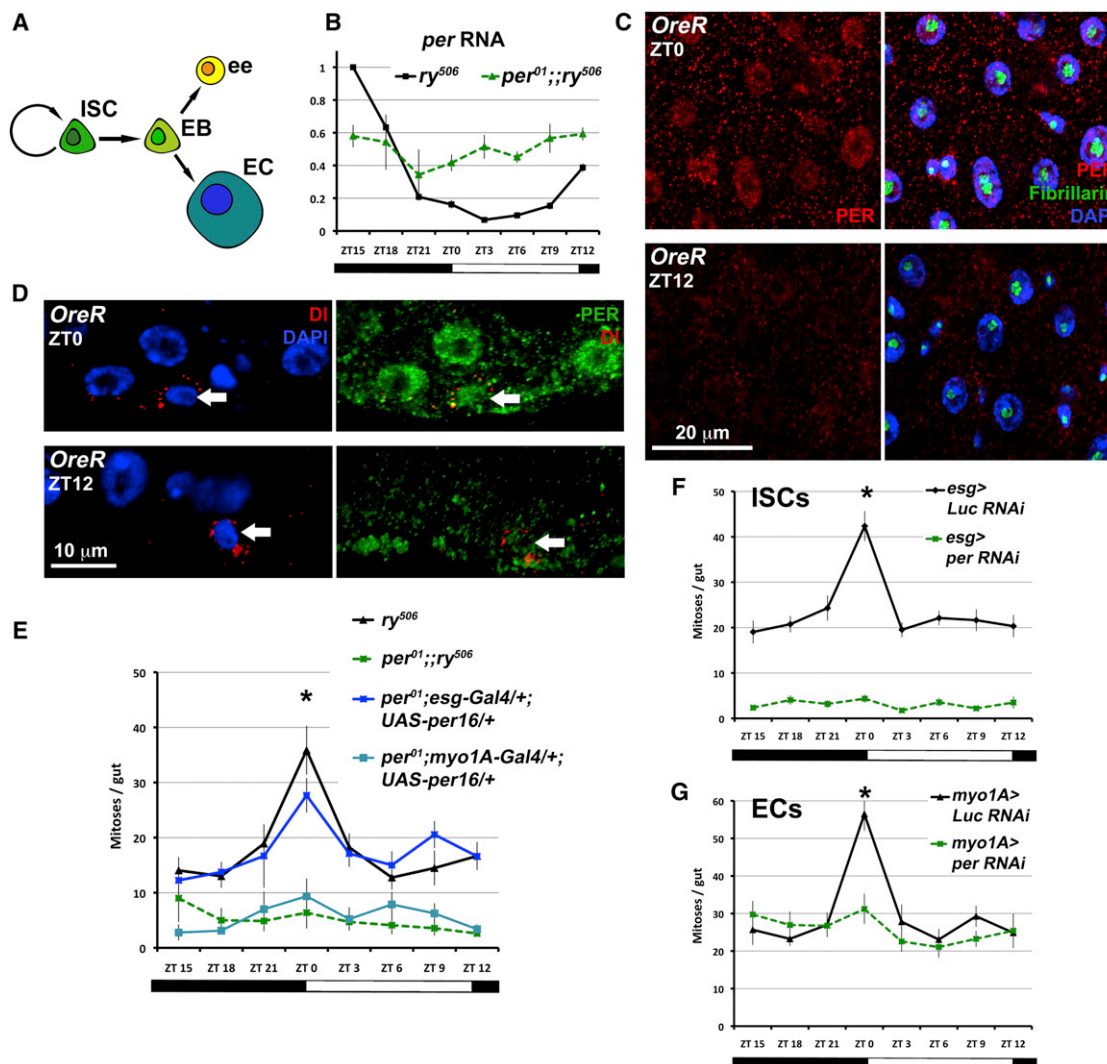 A
ISC
EB
ee
EC
B
per RNA
ry506
per01;;ry506
1
0.8
0.6
0.4
0.2
0
ZT15 ZT18 ZT21 ZT0 ZT3 ZT6 ZT9 ZT12
C
OreR
ZT0
PER
PER
Fibrillarin
DAPI
OreR
ZT12
20 μm
D
OreR
ZT0
Dl
DAPI
PER
Dl
OreR
ZT12
10 μm
E
ry506
per01;;ry506
per01;esg-Gal4/+;
UAS-per16/+
per01;myo1A-Gal4/+;
UAS-per16/+
*
Mitoses / gut
50
40
30
20
10
0
ZT 15 ZT 18 ZT 21 ZT 0 ZT 3 ZT 6 ZT 9 ZT 12
F
ISCs
*
esg>
Luc RNAi
esg>
per RNAi
Mitoses / gut
50
40
30
20
10
0
ZT 15 ZT 18 ZT 21 ZT 0 ZT 3 ZT 6 ZT 9 ZT 12
G
ECs
*
myo1A>
Luc RNAi
myo1A>
per RNAi
Mitoses / gut
60
50
40
30
20
10
0
ZT 15 ZT 18 ZT 21 ZT 0 ZT 3 ZT 6 ZT 9 ZT 12